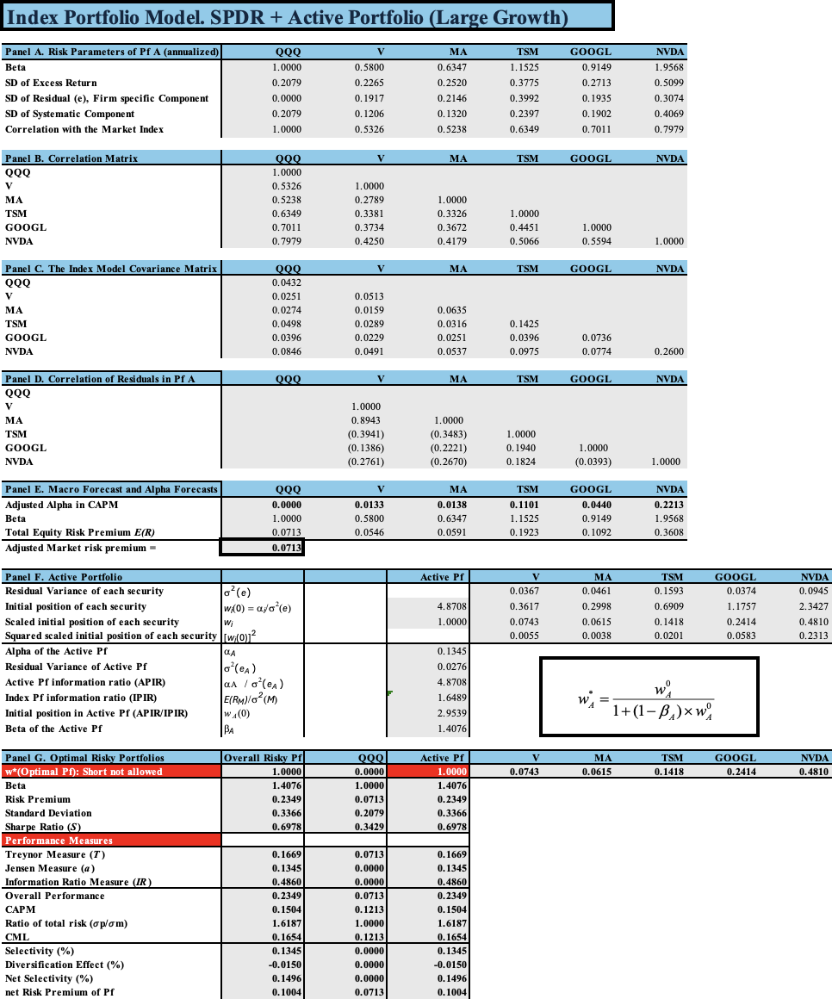 Index Portfolio Model. SPDR + Active Portfolio (Large Growth)
Panel A. Risk Parameters of Pf A (annualized) QQQ V MA TSM GOOGL NVDA
Beta 1.0000 0.5800 0.6347 1.1525 0.9149 1.9568
SD of Excess Return 0.2079 0.2265 0.2520 0.3775 0.2713 0.5099
SD of Residual (e), Firm specific Component 0.0000 0.1917 0.2146 0.3992 0.1935 0.3074
SD of Systematic Component 0.2079 0.1206 0.1320 0.2397 0.1902 0.4069
Correlation with the Market Index 1.0000 0.5326 0.5238 0.6349 0.7011 0.7979
Panel B. Correlation Matrix QQQ V MA TSM GOOGL NVDA
QQQ 1.0000
V 0.5326 1.0000
MA 0.5238 0.2789 1.0000
TSM 0.6349 0.3381 0.3326 1.0000
GOOGL 0.7011 0.3734 0.3672 0.4451 1.0000
NVDA 0.7979 0.4250 0.4179 0.5066 0.5594 1.0000
Panel C. The Index Model Covariance Matrix QQQ V MA TSM GOOGL NVDA
QQQ 0.0432
V 0.0251 0.0513
MA 0.0274 0.0159 0.0635
TSM 0.0498 0.0289 0.0316 0.1425
GOOGL 0.0396 0.0229 0.0251 0.0396 0.0736
NVDA 0.0846 0.0491 0.0537 0.0975 0.0774 0.2600
Panel D. Correlation of Residuals in Pf A QQQ V MA TSM GOOGL NVDA
QQQ
V 1.0000
MA 0.8943 1.0000
TSM (0.3941) (0.3483) 1.0000
GOOGL (0.1386) (0.2221) 0.1940 1.0000
NVDA (0.2761) (0.2670) 0.1824 (0.0393) 1.0000
Panel E. Macro Forecast and Alpha Forecasts QQQ V MA TSM GOOGL NVDA
Adjusted Alpha in CAPM 0.0000 0.0133 0.0138 0.1101 0.0440 0.2213
Beta 1.0000 0.5800 0.6347 1.1525 0.9149 1.9568
Total Equity Risk Premium E(R) 0.0713 0.0546 0.0591 0.1923 0.1092 0.3608
Adjusted Market risk premium = 0.0713
Panel F. Active Portfolio Active Pf V MA TSM GOOGL NVDA
Residual Variance of each security σ²(e) 0.0367 0.0461 0.1593 0.0374 0.0945
Initial position of each security wᵢ(0) = αᵢ/σ²(e) 4.8708 0.3617 0.2998 0.6909 1.1757 2.3427
Scaled initial position of each security wᵢ 1.0000 0.0743 0.0615 0.1418 0.2414 0.4810
Squared scaled initial position of each security [wᵢ(0)]² 0.0055 0.0038 0.0201 0.0583 0.2313
Alpha of the Active Pf αA 0.1345
Residual Variance of Active Pf σ²(eA) 0.0276
Active Pf information ratio (APIR) αA / σ²(eA) 4.8708
Index Pf information ratio (IPIR) E(RM)/σ²(M) 1.6489
Initial position in Active Pf (APIR/IPIR) wA(0) 2.9539
Beta of the Active Pf βA 1.4076
w*A = w⁰A / 1+(1−βA)×w⁰A
Panel G. Optimal Risky Portfolios Overall Risky Pf QQQ Active Pf V MA TSM GOOGL NVDA
w*(Optimal Pf): Short not allowed 1.0000 0.0000 1.0000 0.0743 0.0615 0.1418 0.2414 0.4810
Beta 1.4076 1.0000 1.4076
Risk Premium 0.2349 0.0713 0.2349
Standard Deviation 0.3366 0.2079 0.3366
Sharpe Ratio (S) 0.6978 0.3429 0.6978
Performance Measures
Treynor Measure (T) 0.1669 0.0713 0.1669
Jensen Measure (a) 0.1345 0.0000 0.1345
Information Ratio Measure (IR) 0.4860 0.0000 0.4860
Overall Performance 0.2349 0.0713 0.2349
CAPM 0.1504 0.1213 0.1504
Ratio of total risk (σp/σm) 1.6187 1.0000 1.6187
CML 0.1654 0.1213 0.1654
Selectivity (%) 0.1345 0.0000 0.1345
Diversification Effect (%) -0.0150 0.0000 -0.0150
Net Selectivity (%) 0.1496 0.0000 0.1496
net Risk Premium of Pf 0.1004 0.0713 0.1004